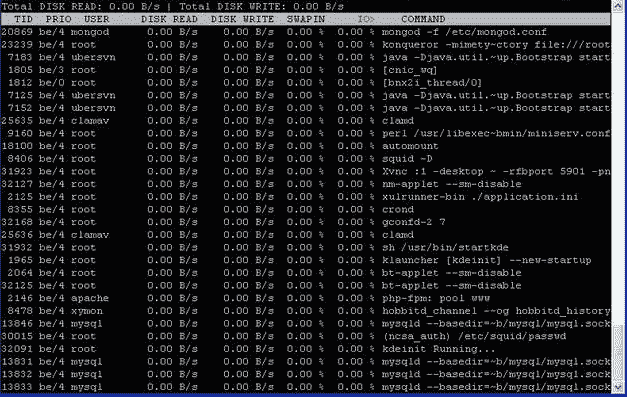 Total DISK READ: 0.00 B/s | Total DISK WRITE: 0.00 B/s
TID PRIO USER DISK READ DISK WRITE SWAPIN IO> COMMAND
20869 be/4 mongod 0.00 B/s 0.00 B/s 0.00 % 0.00 % mongod -f /etc/mongod.conf
23239 be/4 root 0.00 B/s 0.00 B/s 0.00 % 0.00 % konqueror -mimety~ctory file:///root
7183 be/4 ubersvn 0.00 B/s 0.00 B/s 0.00 % 0.00 % java -Djava.util.~up.Bootstrap start
1805 be/3 root 0.00 B/s 0.00 B/s 0.00 % 0.00 % [cnic_wq]
1812 be/0 root 0.00 B/s 0.00 B/s 0.00 % 0.00 % [bnx2i_thread/0]
7125 be/4 ubersvn 0.00 B/s 0.00 B/s 0.00 % 0.00 % java -Djava.util.~up.Bootstrap start
7152 be/4 ubersvn 0.00 B/s 0.00 B/s 0.00 % 0.00 % java -Djava.util.~up.Bootstrap start
25635 be/4 clamav 0.00 B/s 0.00 B/s 0.00 % 0.00 % clamd
9160 be/4 root 0.00 B/s 0.00 B/s 0.00 % 0.00 % perl /usr/libexec~bmin/miniserv.conf
18100 be/4 root 0.00 B/s 0.00 B/s 0.00 % 0.00 % automount
8406 be/4 root 0.00 B/s 0.00 B/s 0.00 % 0.00 % squid -D
31923 be/4 root 0.00 B/s 0.00 B/s 0.00 % 0.00 % Xvnc :1 -desktop ~ -rfbport 5901 -pn
32127 be/4 root 0.00 B/s 0.00 B/s 0.00 % 0.00 % nm-applet --sm-disable
2125 be/4 root 0.00 B/s 0.00 B/s 0.00 % 0.00 % xulrunner-bin ./application.ini
8355 be/4 root 0.00 B/s 0.00 B/s 0.00 % 0.00 % crond
32168 be/4 root 0.00 B/s 0.00 B/s 0.00 % 0.00 % gconfd-2 7
25636 be/4 clamav 0.00 B/s 0.00 B/s 0.00 % 0.00 % clamd
31932 be/4 root 0.00 B/s 0.00 B/s 0.00 % 0.00 % sh /usr/bin/startkde
1965 be/4 root 0.00 B/s 0.00 B/s 0.00 % 0.00 % klauncher [kdeinit] --new-startup
2064 be/4 root 0.00 B/s 0.00 B/s 0.00 % 0.00 % bt-applet --sm-disable
32125 be/4 root 0.00 B/s 0.00 B/s 0.00 % 0.00 % bt-applet --sm-disable
2146 be/4 apache 0.00 B/s 0.00 B/s 0.00 % 0.00 % php-fpm: pool www
8478 be/4 xymon 0.00 B/s 0.00 B/s 0.00 % 0.00 % hobbitd_channel --og hobbitd_history
13846 be/4 mysql 0.00 B/s 0.00 B/s 0.00 % 0.00 % mysqld --basedir=~b/mysql/mysql.sock
30015 be/4 root 0.00 B/s 0.00 B/s 0.00 % 0.00 % (ncsa_auth) /etc/squid/passwd
32091 be/4 root 0.00 B/s 0.00 B/s 0.00 % 0.00 % kdeinit Running...
13831 be/4 mysql 0.00 B/s 0.00 B/s 0.00 % 0.00 % mysqld --basedir=~b/mysql/mysql.sock
13832 be/4 mysql 0.00 B/s 0.00 B/s 0.00 % 0.00 % mysqld --basedir=~b/mysql/mysql.sock
13833 be/4 mysql 0.00 B/s 0.00 B/s 0.00 % 0.00 % mysqld --basedir=~b/mysql/mysql.sock